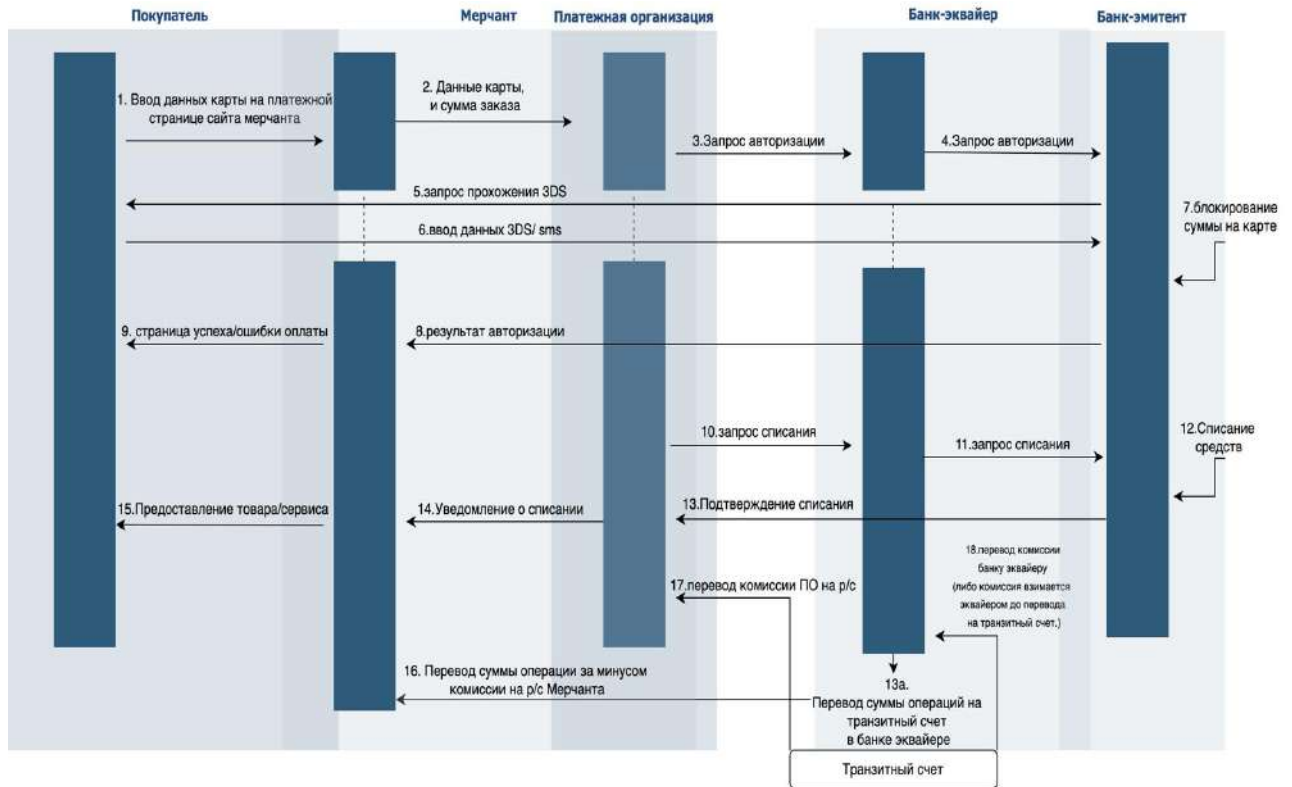 Покупатель
Мерчант
Платежная организация
Банк-эквайер
Банк-эмитент
1. Ввод данных карты на платежной
странице сайта мерчанта
2. Данные карты,
и сумма заказа
3.Запрос авторизации
4.Запрос авторизации
5.запрос прохожения 3DS
6.ввод данных 3DS/ sms
7.блокирование
суммы на карте
9. страница успеха/ошибки оплаты
8.результат авторизации
10.запрос списания
11.запрос списания
12.Списание
средств
15.Предоставление товара/сервиса
14.Уведомление о списании
13.Подтверждение списания
18.перевод комиссии
банку эквайеру
(либо комиссия взимается
эквайером до перевода
на транзитный счет.)
17.перевод комиссии ПО на р/с
16. Перевод суммы операции за минусом
комиссии на р/с Мерчанта
13a.
Перевод суммы операций на
транзитный счет
в банке эквайере
Транзитный счет